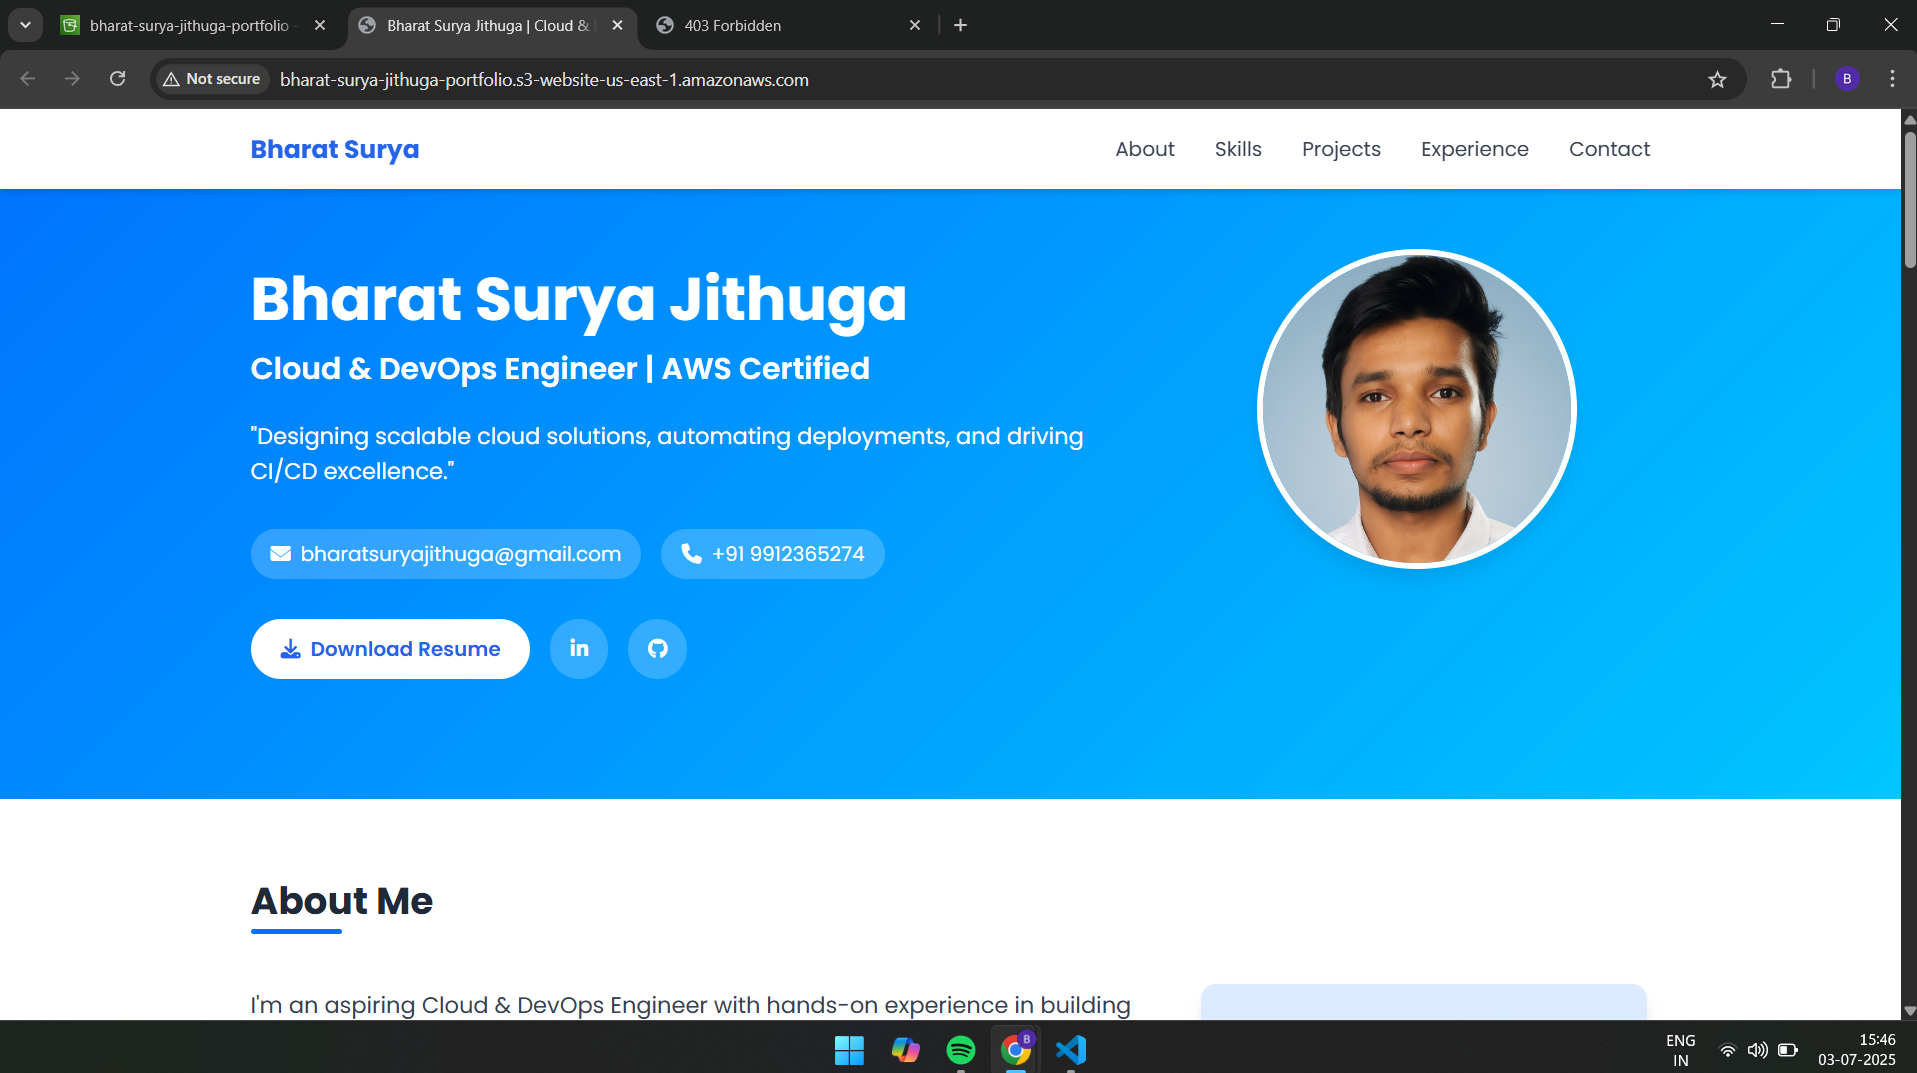 bharat-surya-jithuga-portfolio -
Bharat Surya Jithuga | Cloud &
403 Forbidden
Not secure
bharat-surya-jithuga-portfolio.s3-website-us-east-1.amazonaws.com
B
Bharat Surya
About
Skills
Projects
Experience
Contact
Bharat Surya Jithuga
Cloud & DevOps Engineer | AWS Certified
"Designing scalable cloud solutions, automating deployments, and driving
CI/CD excellence."
bharatsuryajithuga@gmail.com
+91 9912365274
Download Resume
in
About Me
I'm an aspiring Cloud & DevOps Engineer with hands-on experience in building
B
ENG
IN
15:46
03-07-2025